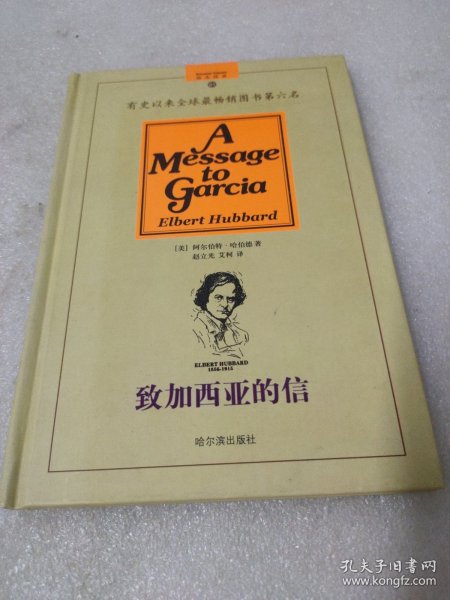 有史以来全球最畅销图书第六名
A
Message
to
Garcia
Elbert Hubbard
[美] 阿尔伯特·哈伯德 著
赵立光 艾柯 译
ELBERT HUBBARD
1856-1915
致加西亚的信
哈尔滨出版社
孔夫子旧书网
www.kongfz.com